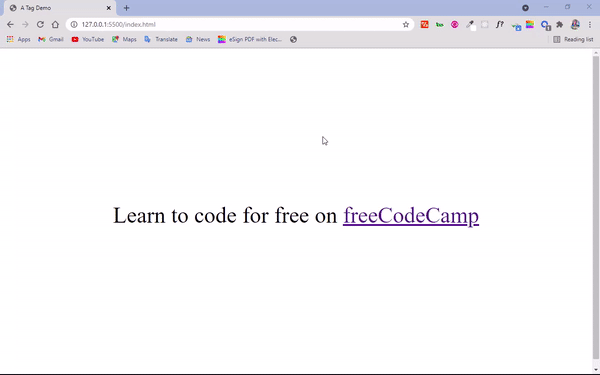 A Tag Demo
127.0.0.1:5500/index.html
Apps Gmail YouTube Maps Translate News eSign PDF with Elec... Reading list
Learn to code for free on freeCodeCamp